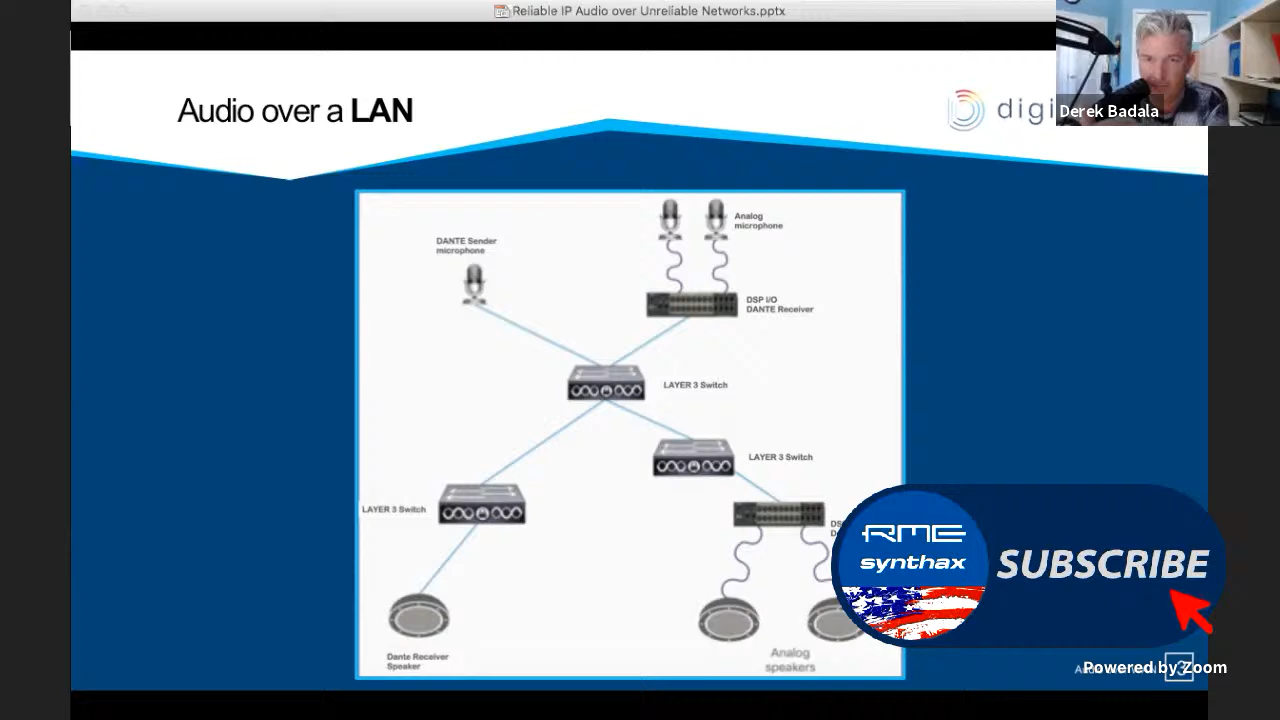 Reliable IP Audio over Unreliable Networks.pptx
Audio over a LAN
digi
Derek Badala
Analog
microphone
DANTE Sender
microphone
DSP I/O
DANTE Receiver
LAYER 3 Switch
LAYER 3 Switch
LAYER 3 Switch
RME
synthax
SUBSCRIBE
Dante Receiver
Speaker
Analog
speakers
Powered by Zoom
3